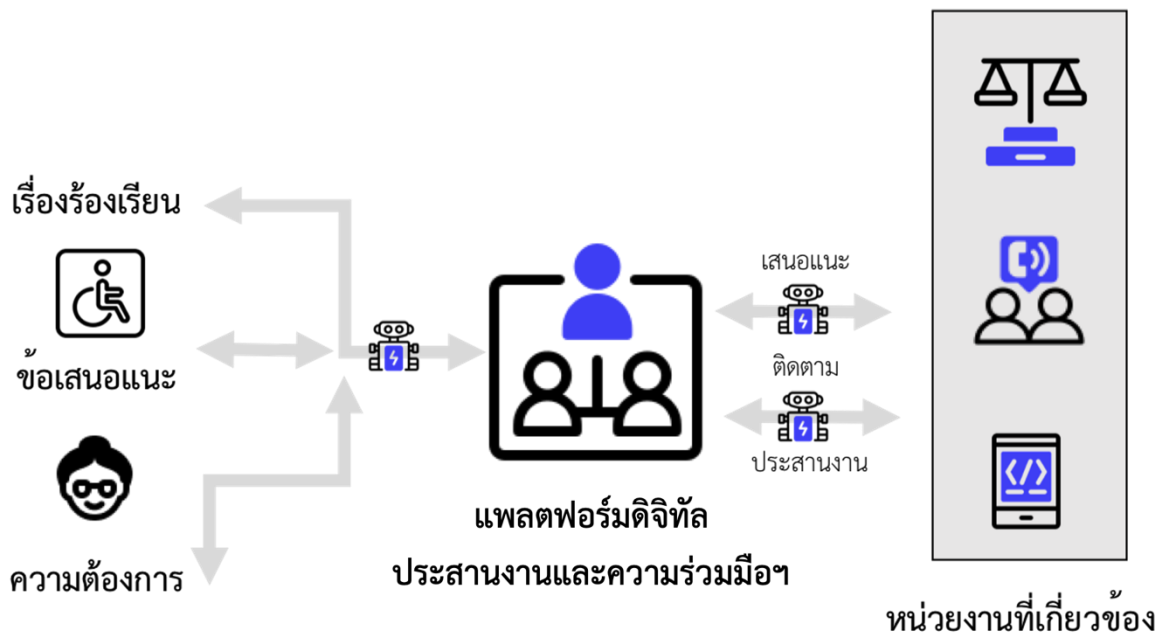 เรื่องร้องเรียน
ข้อเสนอแนะ
ความต้องการ
แพลตฟอร์มดิจิทัล
ประสานงานและความร่วมมือฯ
เสนอแนะ
ติดตาม
ประสานงาน
หน่วยงานที่เกี่ยวข้อง